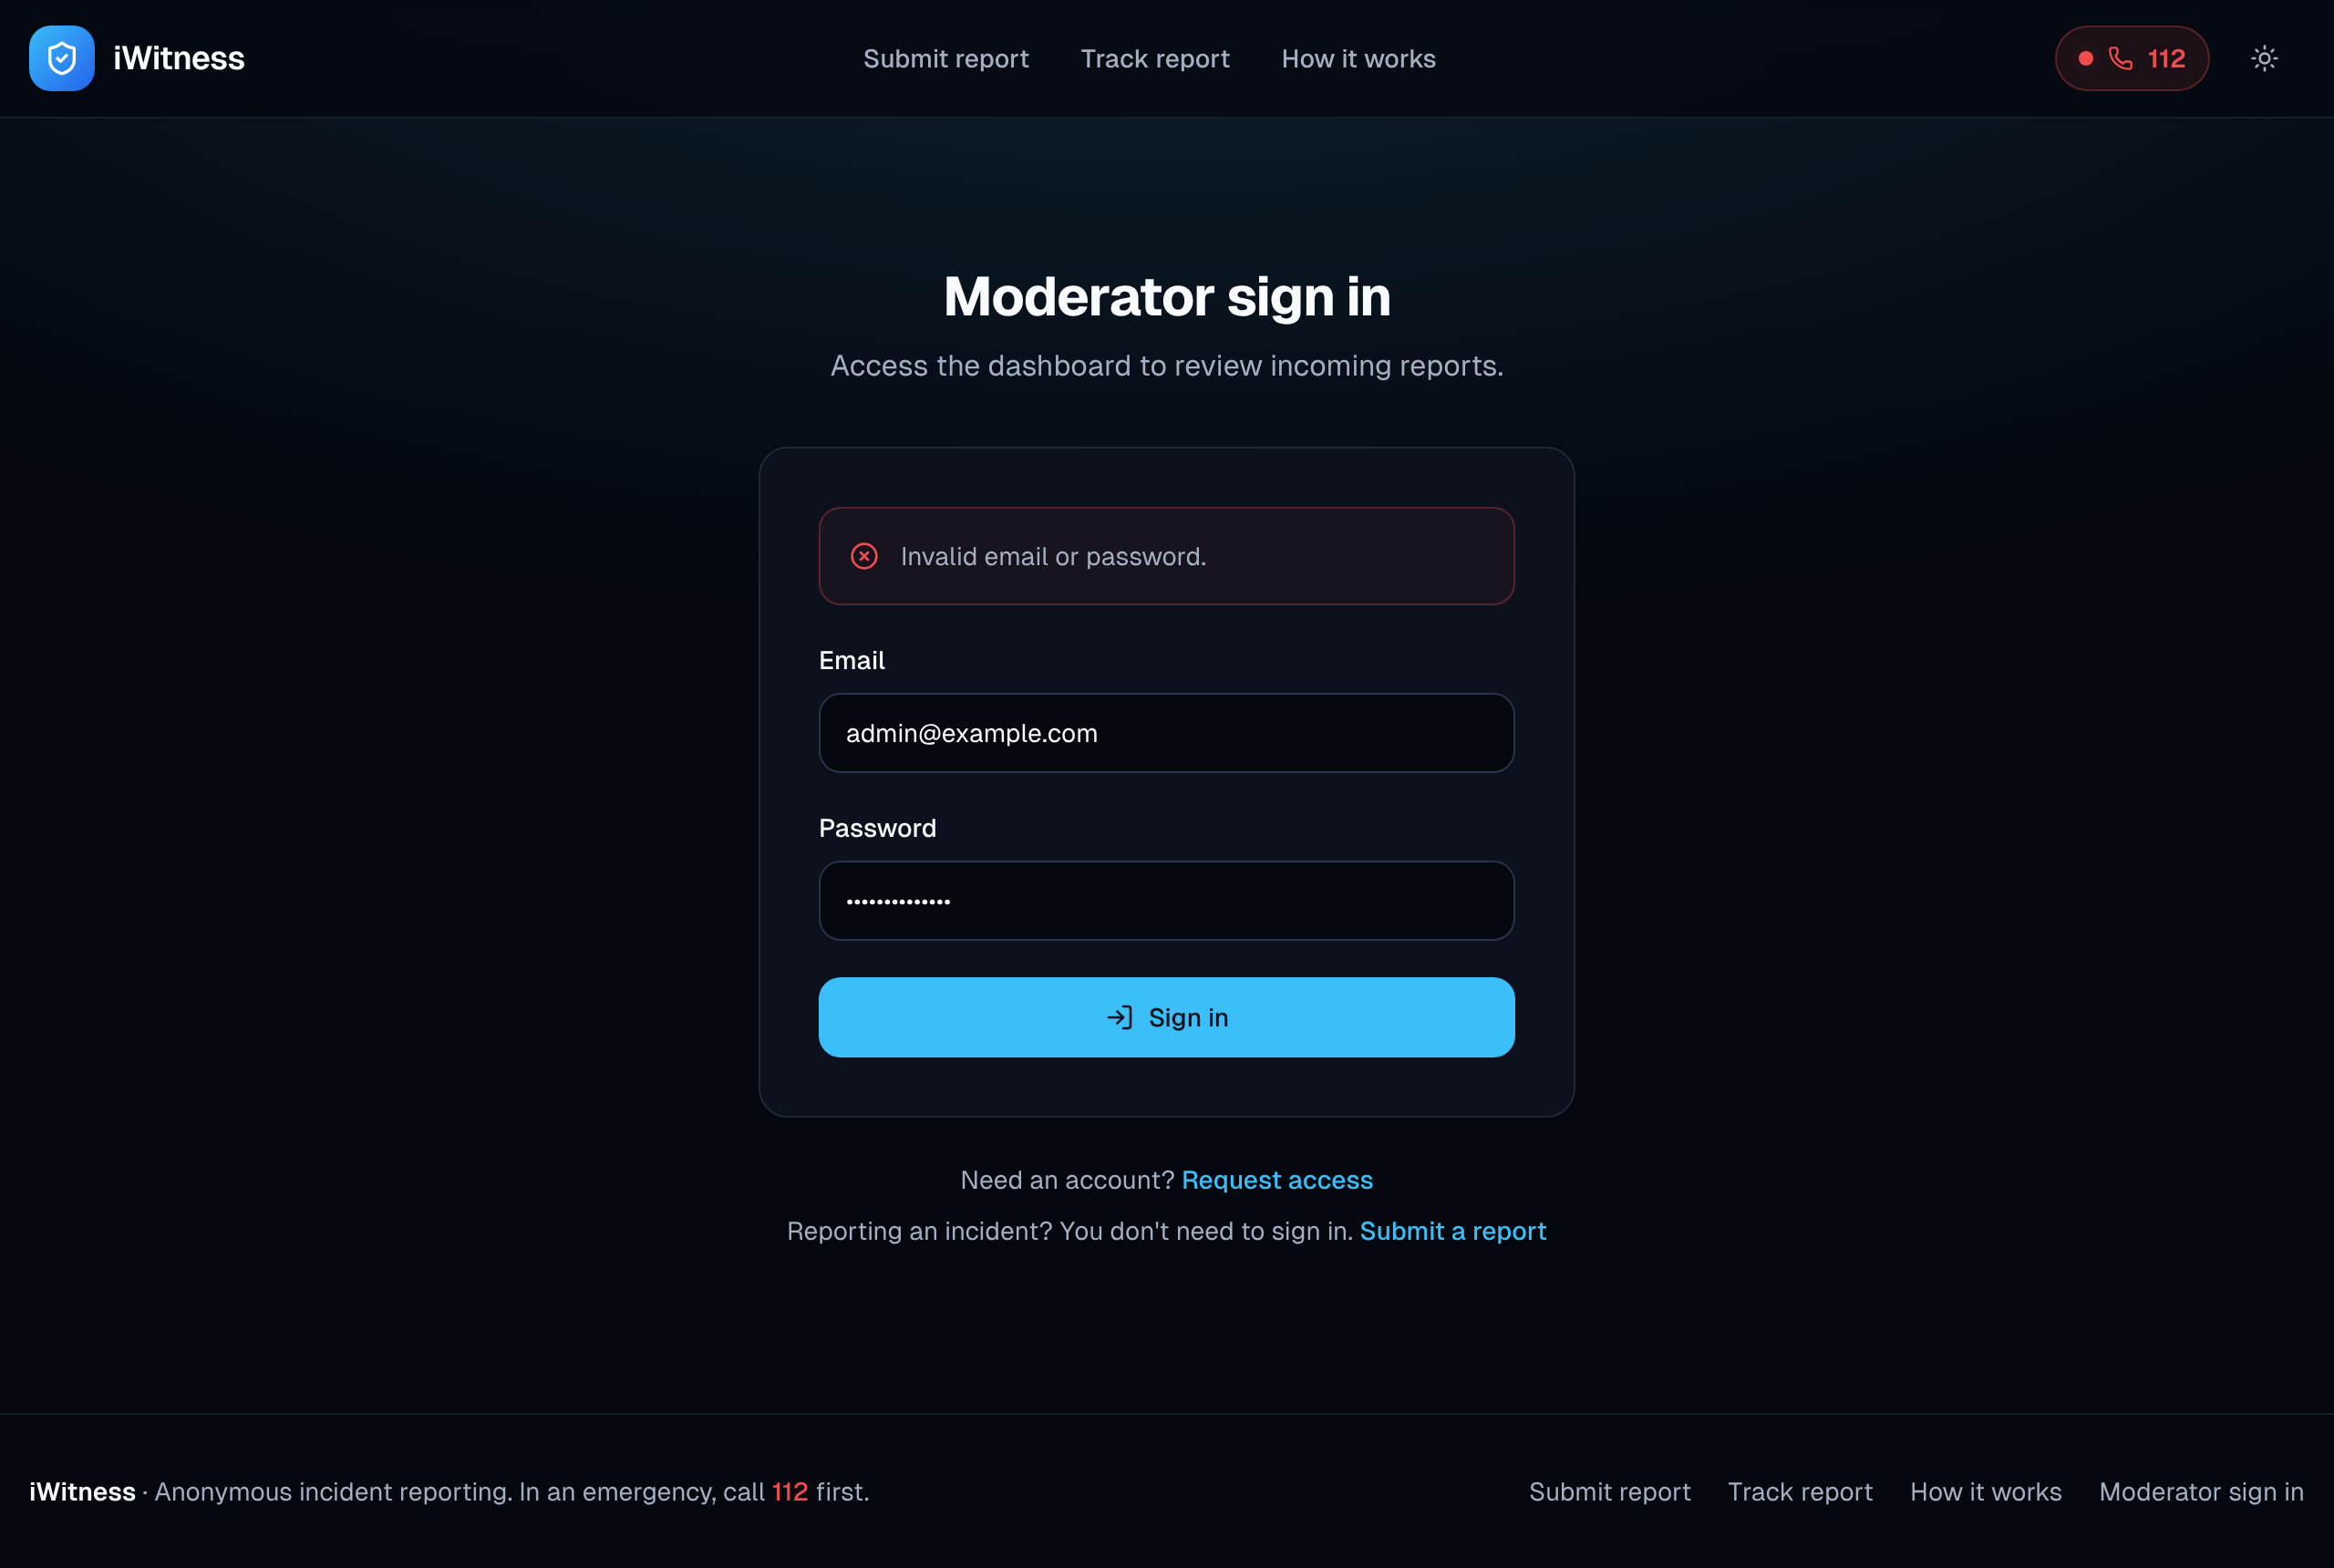 iWitness
Submit report
Track report
How it works
112
Moderator sign in
Access the dashboard to review incoming reports.
Invalid email or password.
Email
admin@example.com
Password
••••••••••••••
Sign in
Need an account? Request access
Reporting an incident? You don't need to sign in. Submit a report
iWitness · Anonymous incident reporting. In an emergency, call 112 first.
Submit report
Track report
How it works
Moderator sign in